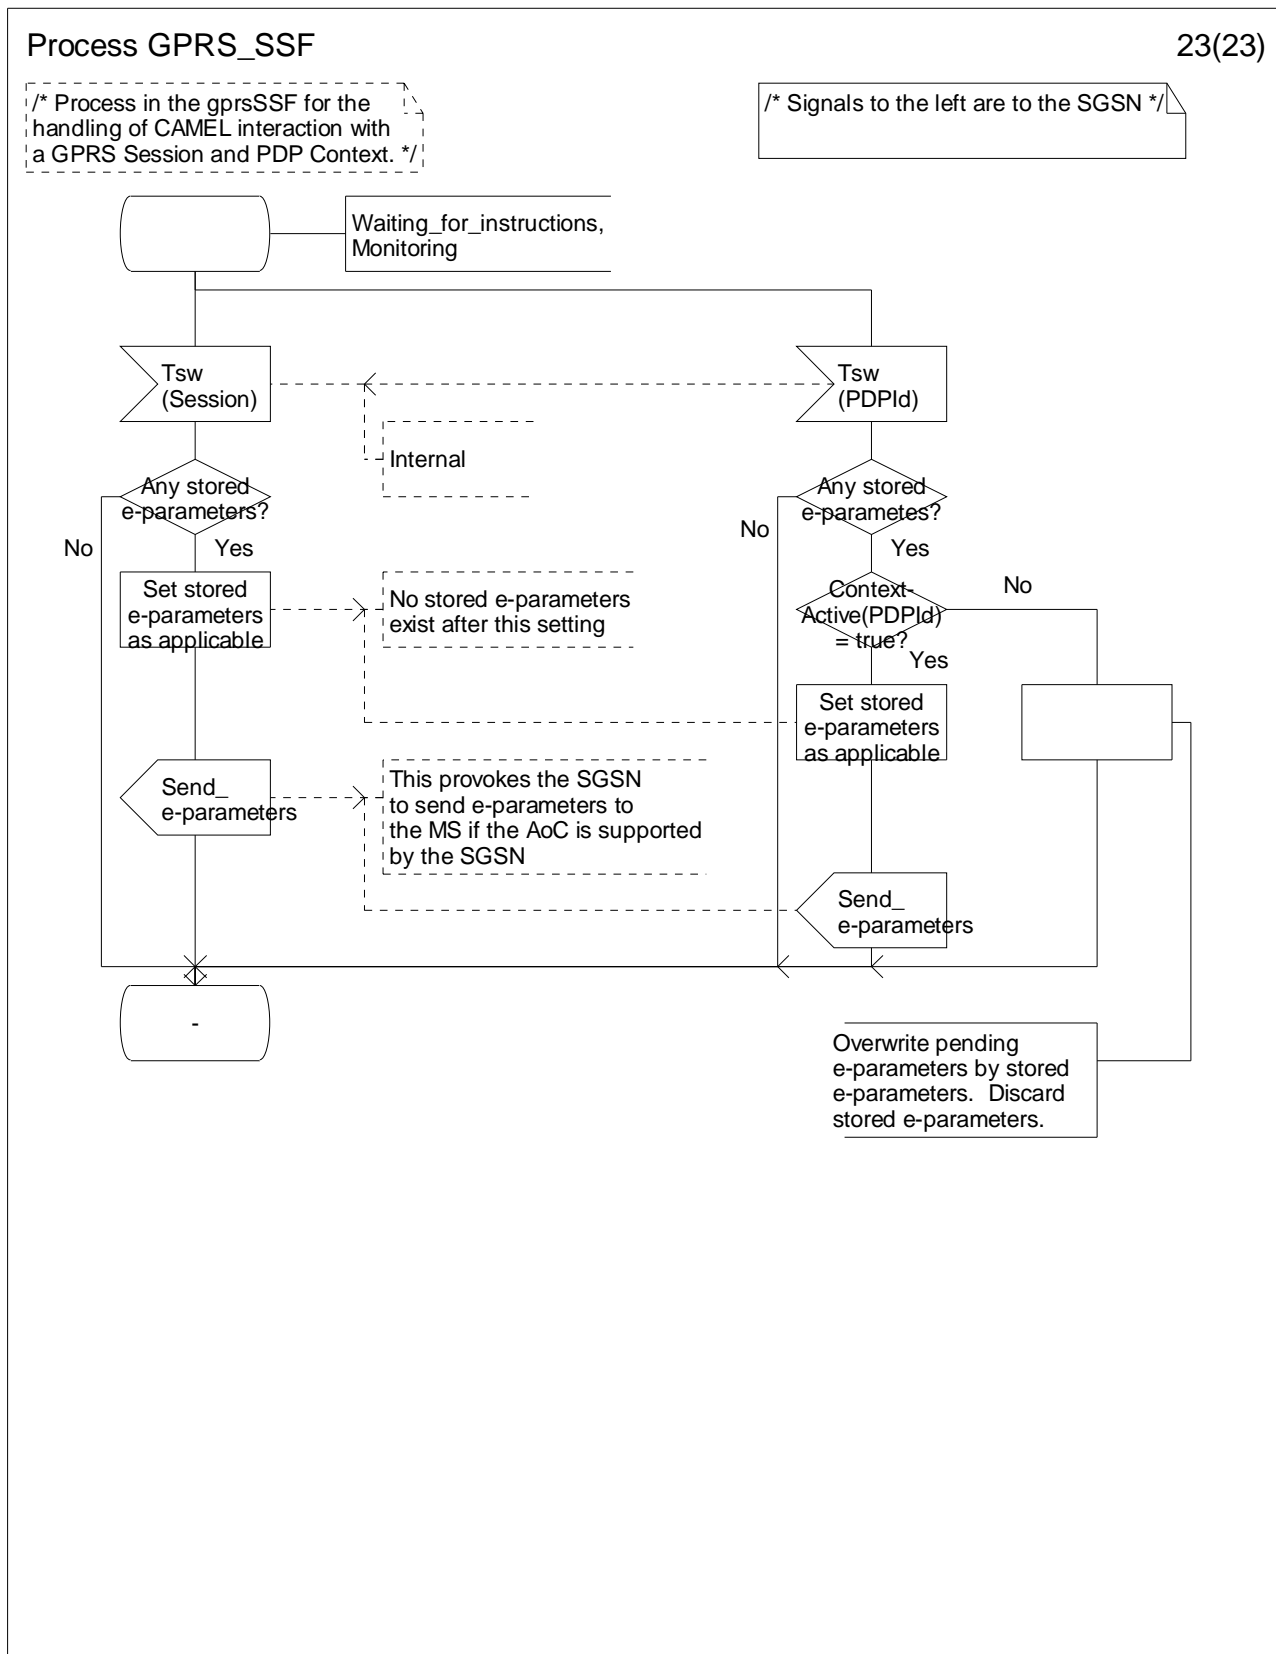 Process GPRS_SSF
23(23)
/* Process in the gprsSSF for the
handling of CAMEL interaction with
a GPRS Session and PDP Context. */
/* Signals to the left are to the SGSN */
Waiting_for_instructions,
Monitoring
Tsw
(Session)
Tsw
(PDPId)
Internal
Any stored
e-parameters?
Any stored
e-parametes?
No
Yes
No
Yes
Set stored
e-parameters
as applicable
No stored e-parameters
exist after this setting
Context-
Active(PDPId)
= true?
No
Yes
Set stored
e-parameters
as applicable
Send_
e-parameters
This provokes the SGSN
to send e-parameters to
the MS if the AoC is supported
by the SGSN
Send_
e-parameters
-
Overwrite pending
e-parameters by stored
e-parameters.  Discard
stored e-parameters.